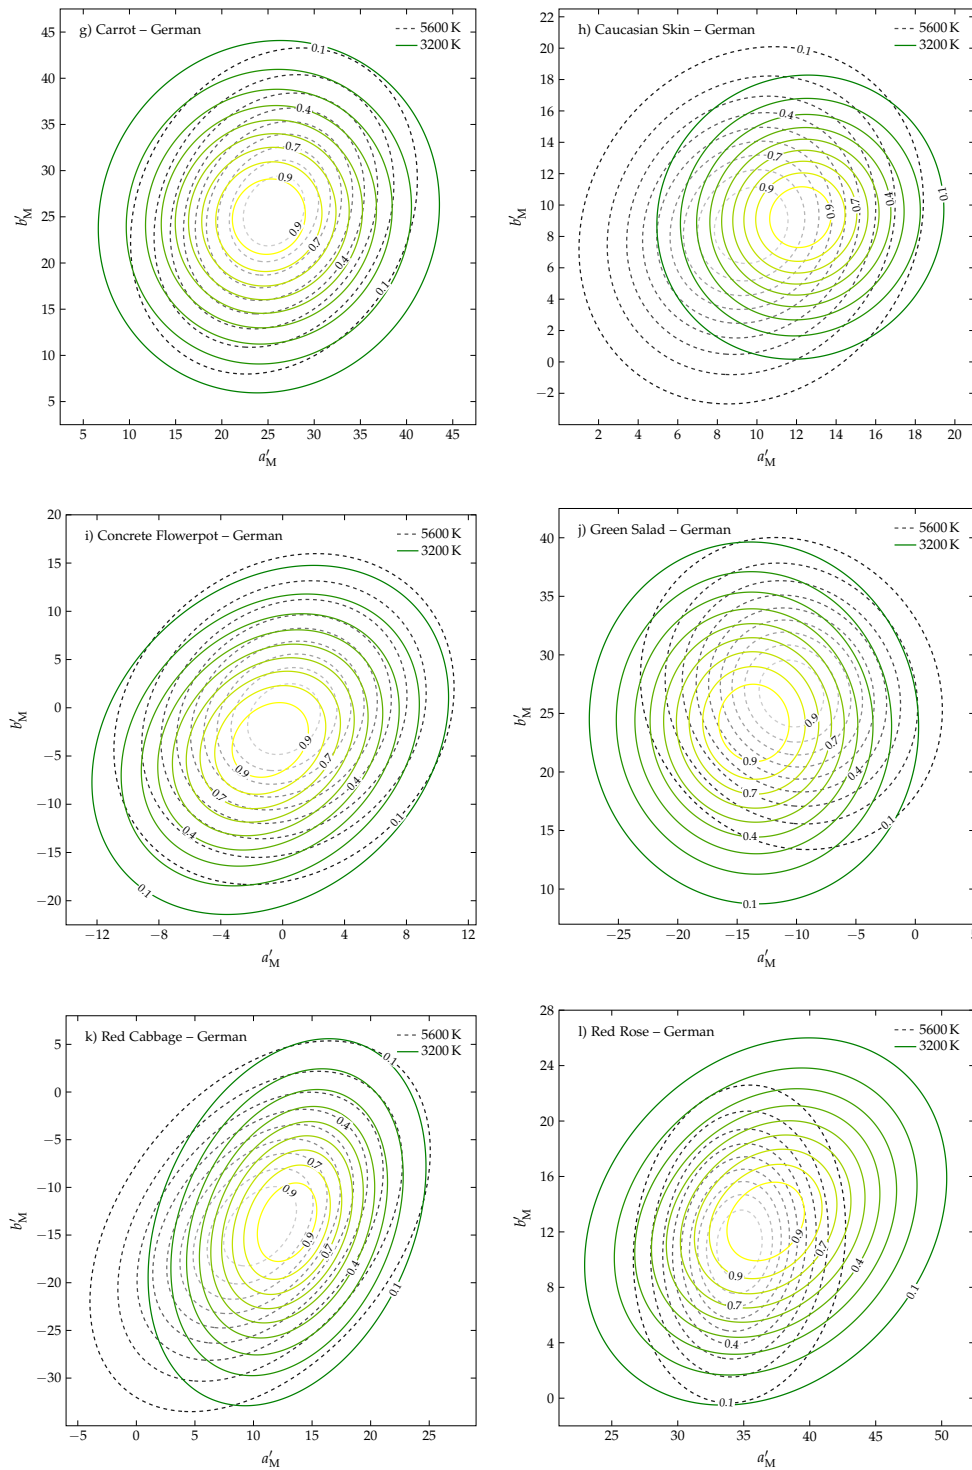 g) Carrot – German
5600 K
3200 K
45
40
35
30
25
20
15
10
5
b′M
0.1
0.4
0.7
0.9
0.9
0.7
0.4
0.1
5 10 15 20 25 30 35 40 45
a′M
h) Caucasian Skin – German
5600 K
3200 K
22
20
18
16
14
12
10
8
6
4
2
0
−2
b′M
0.1
0.4
0.7
0.9
0.9
0.7
0.4
0.1
2 4 6 8 10 12 14 16 18 20
a′M
i) Concrete Flowerpot – German
5600 K
3200 K
20
15
10
5
0
−5
−10
−15
−20
b′M
0.9
0.7
0.4
0.1
0.9
0.7
0.4
0.1
−12 −8 −4 0 4 8 12
a′M
j) Green Salad – German
5600 K
3200 K
40
35
30
25
20
15
10
b′M
0.9
0.7
0.4
0.1
0.9
0.7
0.4
0.1
−25 −20 −15 −10 −5 0 5
a′M
k) Red Cabbage – German
5600 K
3200 K
5
0
−5
−10
−15
−20
−25
−30
b′M
0.1
0.4
0.7
0.9
0.9
0.7
0.4
0.1
−5 0 5 10 15 20 25
a′M
l) Red Rose – German
5600 K
3200 K
28
24
20
16
12
8
4
0
b′M
0.9
0.7
0.4
0.1
0.9
0.7
0.4
0.1
25 30 35 40 45 50
a′M